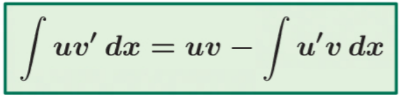 ∫ uv′ dx = uv − ∫ u′v dx